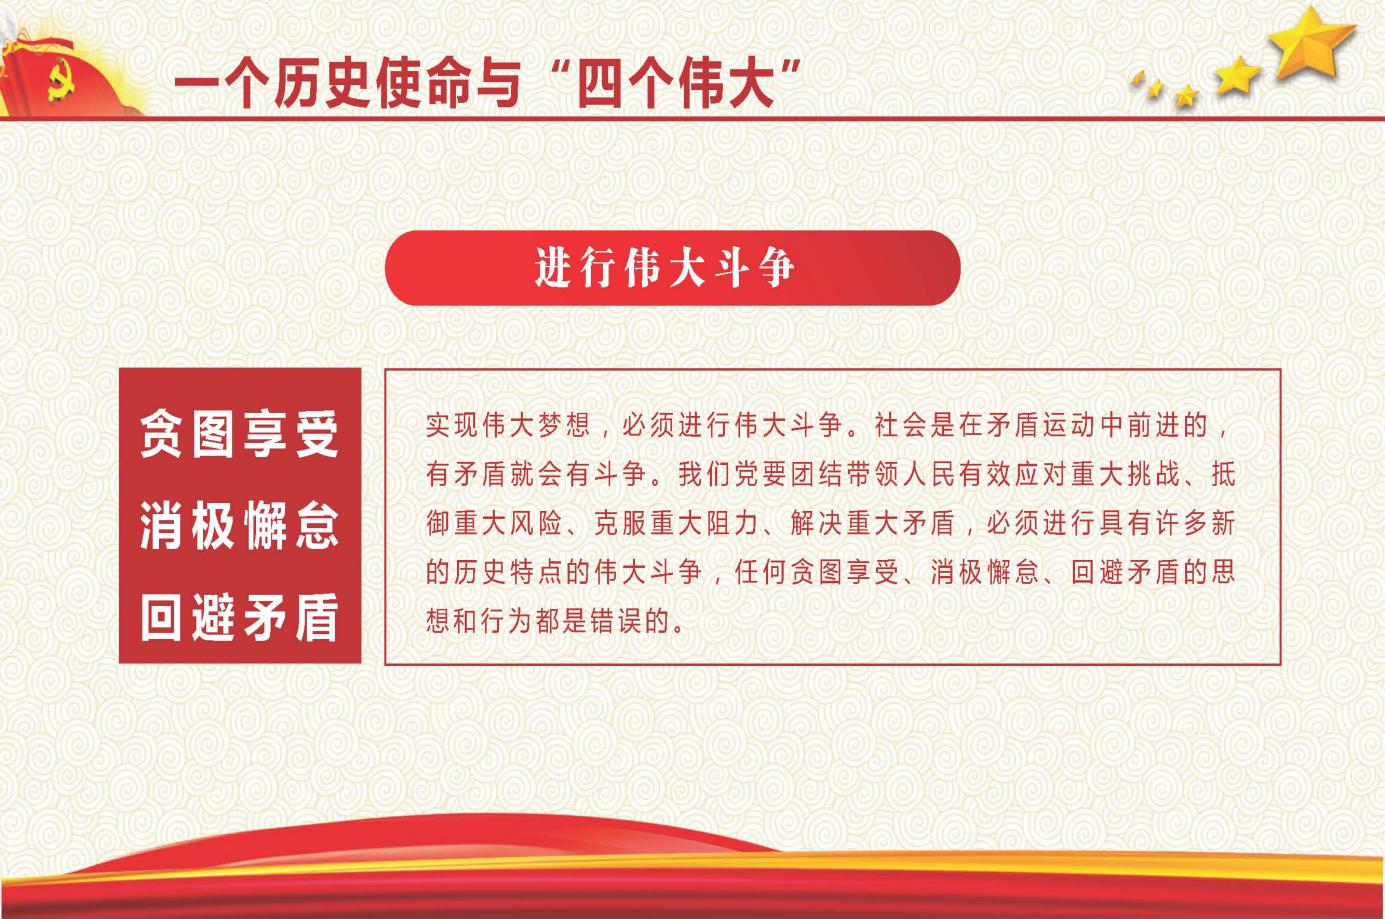 一个历史使命与“四个伟大”
进行伟大斗争
贪图享受
消极懈怠
回避矛盾
实现伟大梦想，必须进行伟大斗争。社会是在矛盾运动中前进的，
有矛盾就会有斗争。我们党要团结带领人民有效应对重大挑战、抵
御重大风险、克服重大阻力、解决重大矛盾，必须进行具有许多新
的历史特点的伟大斗争，任何贪图享受、消极懈怠、回避矛盾的思
想和行为都是错误的。